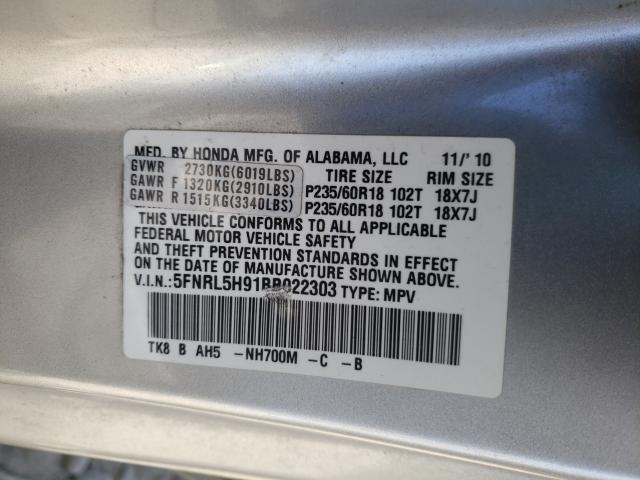 MFD. BY HONDA MFG. OF ALABAMA, LLC 11/'10
GVWR 2730KG(6019LBS) TIRE SIZE RIM SIZE
GAWR F 1320KG(2910LBS) P235/60R18 102T 18X7J
GAWR R 1515KG(3340LBS) P235/60R18 102T 18X7J
THIS VEHICLE CONFORMS TO ALL APPLICABLE
FEDERAL MOTOR VEHICLE SAFETY
AND THEFT PREVENTION STANDARDS IN EFFECT
ON THE DATE OF MANUFACTURE SHOWN ABOVE.
V.I.N.: 5FNRL5H91BB022303 TYPE: MPV
TK8 B AH5 -NH700M -C -B